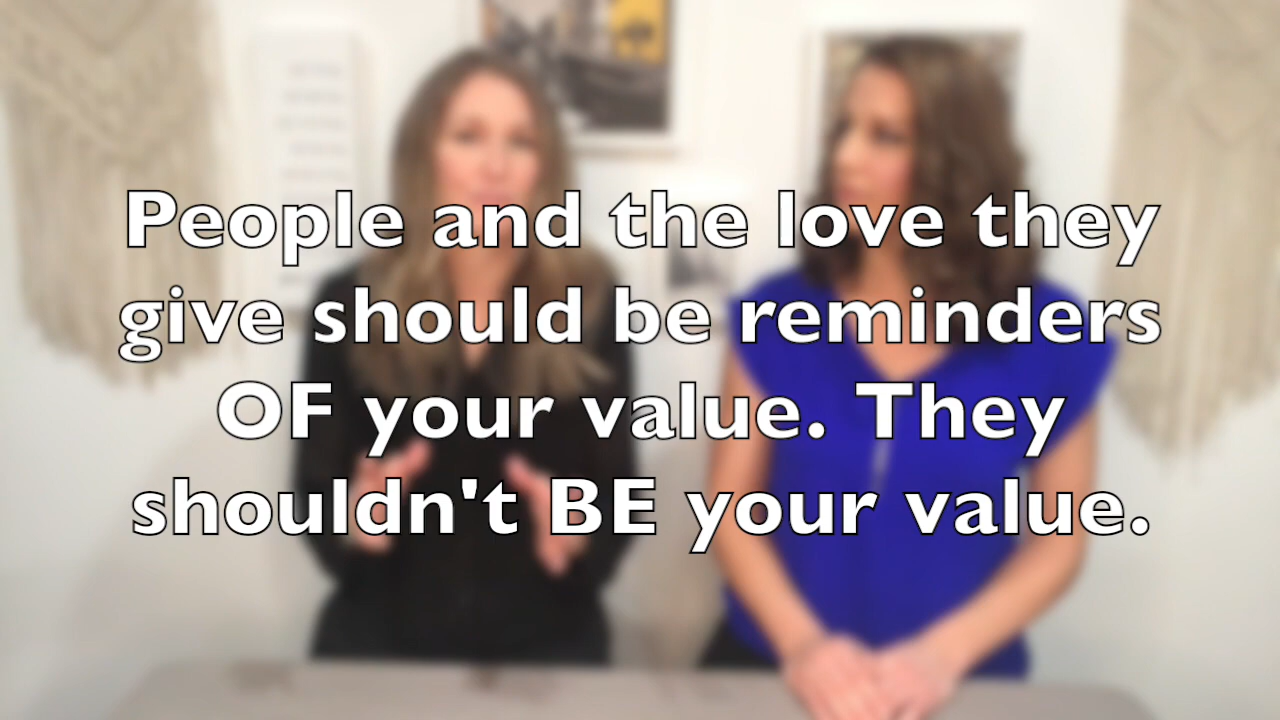 People and the love they
give should be reminders
OF your value. They
shouldn't BE your value.